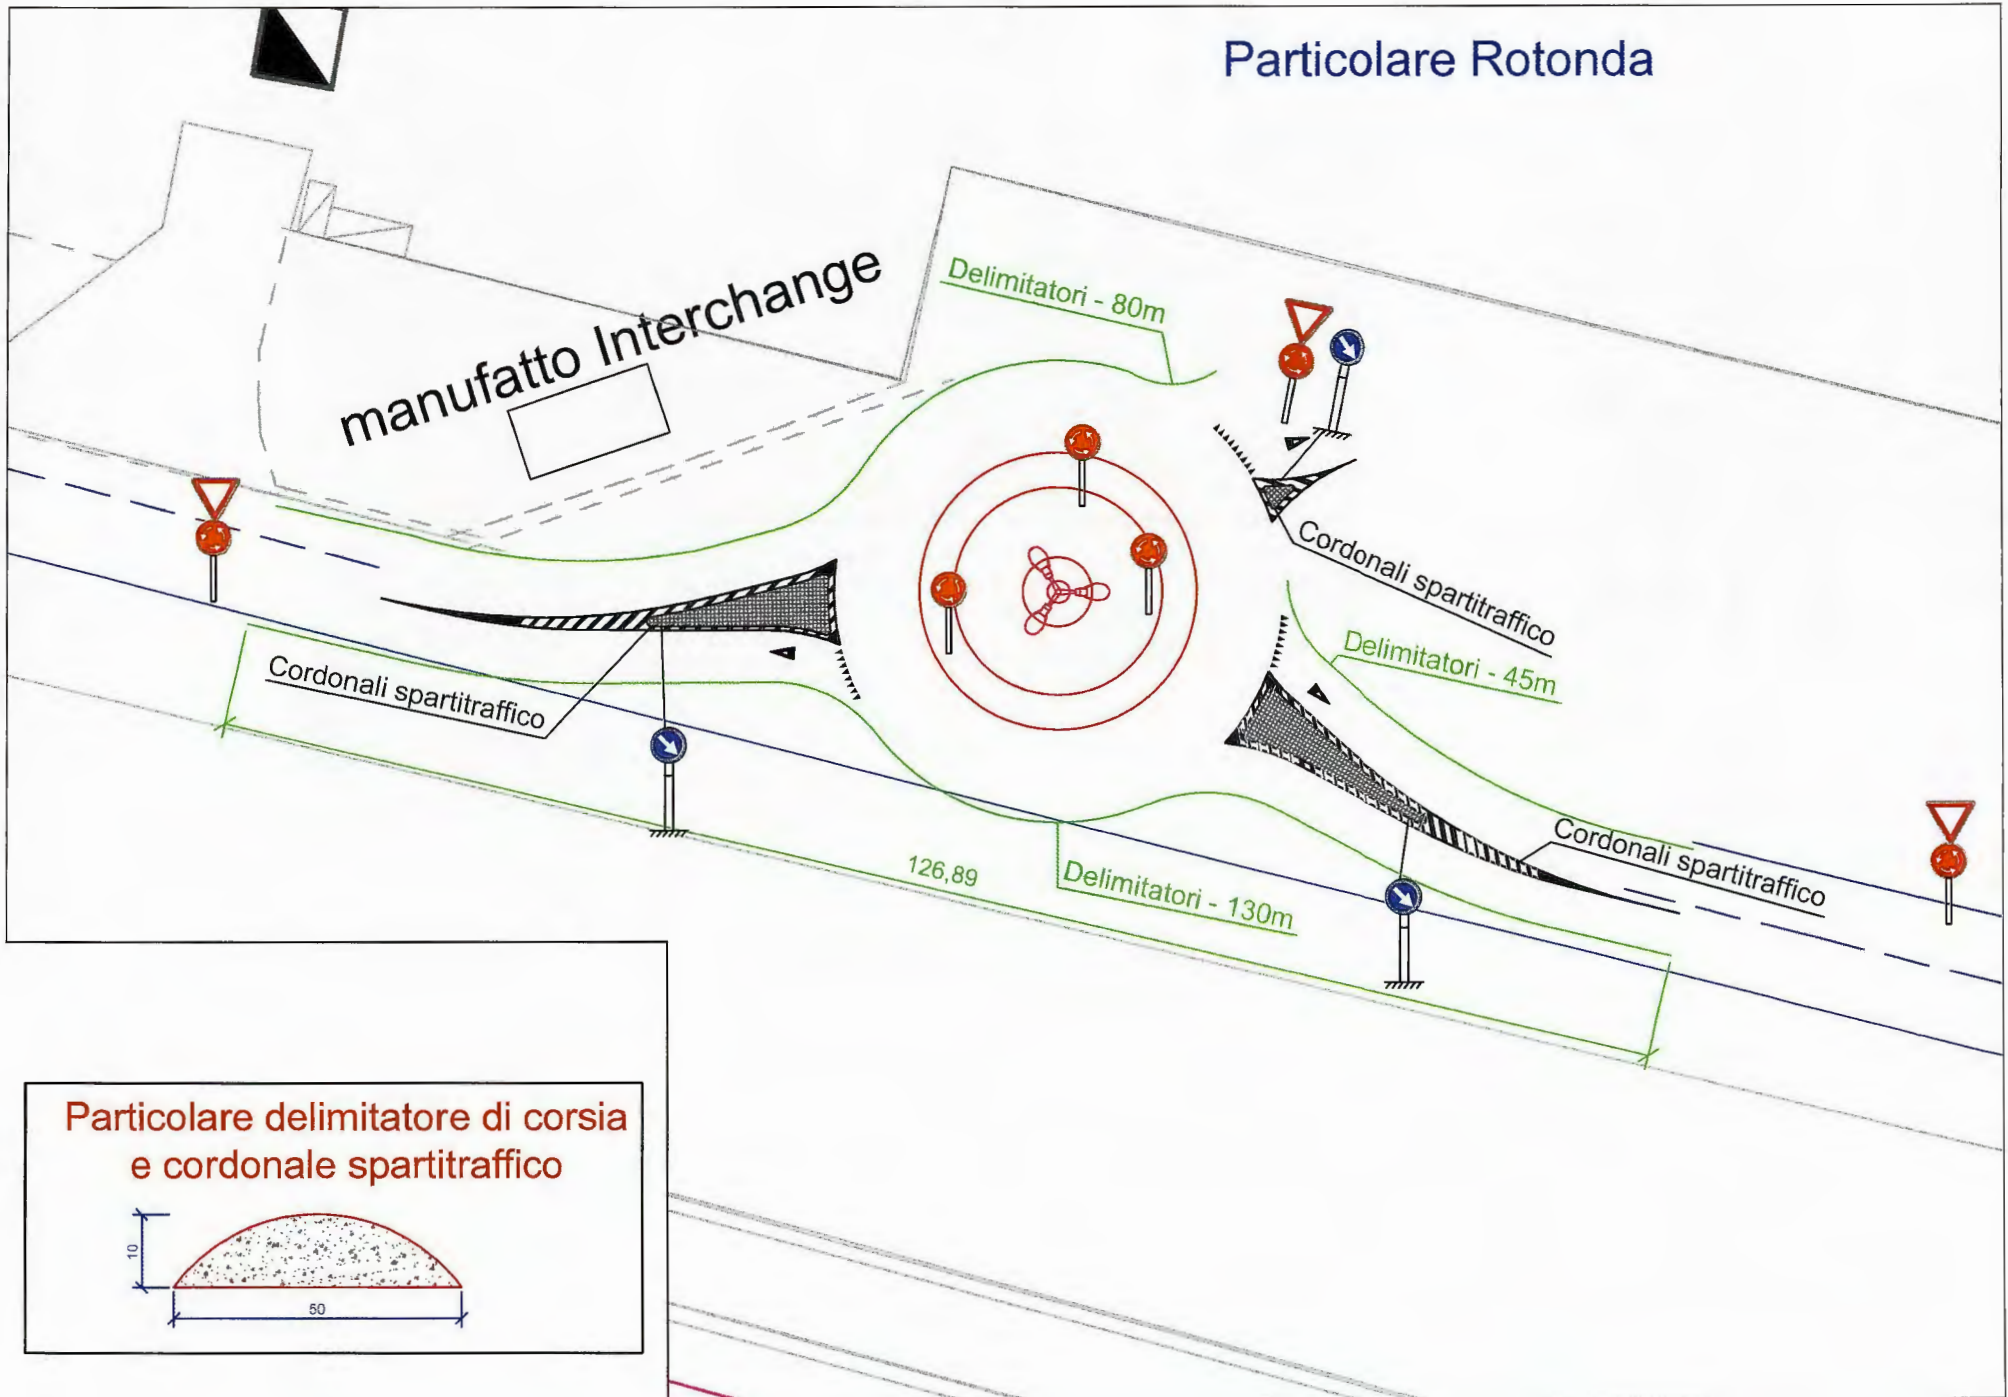 Particolare Rotonda
manufatto Interchange
Delimitatori - 80m
Cordonali spartitraffico
Delimitatori - 45m
Cordonali spartitraffico
Cordonali spartitraffico
126,89
Delimitatori - 130m
Particolare delimitatore di corsia
e cordonale spartitraffico
10
50